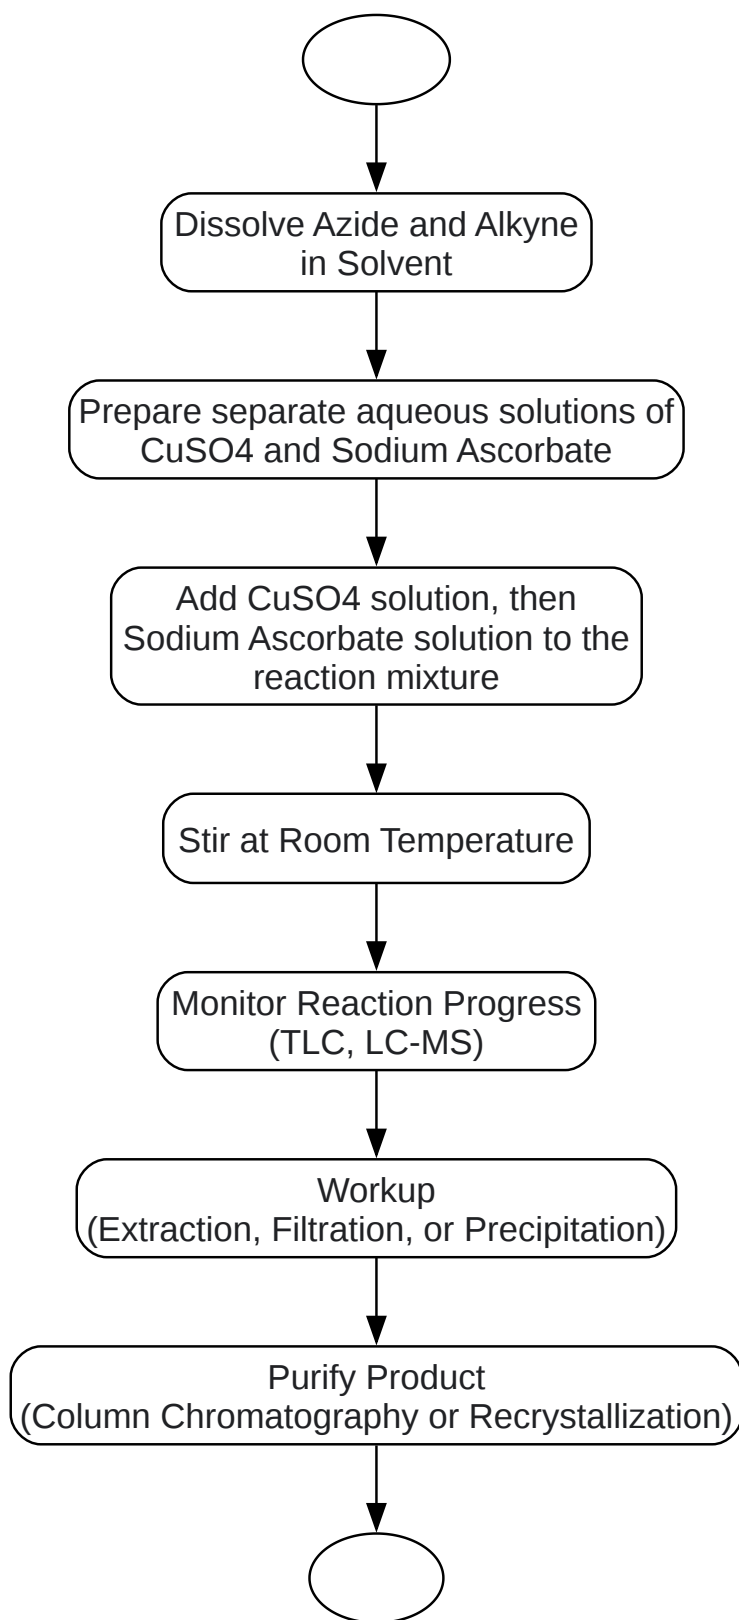 Dissolve Azide and Alkyne
in Solvent
Prepare separate aqueous solutions of
CuSO4 and Sodium Ascorbate
Add CuSO4 solution, then
Sodium Ascorbate solution to the
reaction mixture
Stir at Room Temperature
Monitor Reaction Progress
(TLC, LC-MS)
Workup
(Extraction, Filtration, or Precipitation)
Purify Product
(Column Chromatography or Recrystallization)